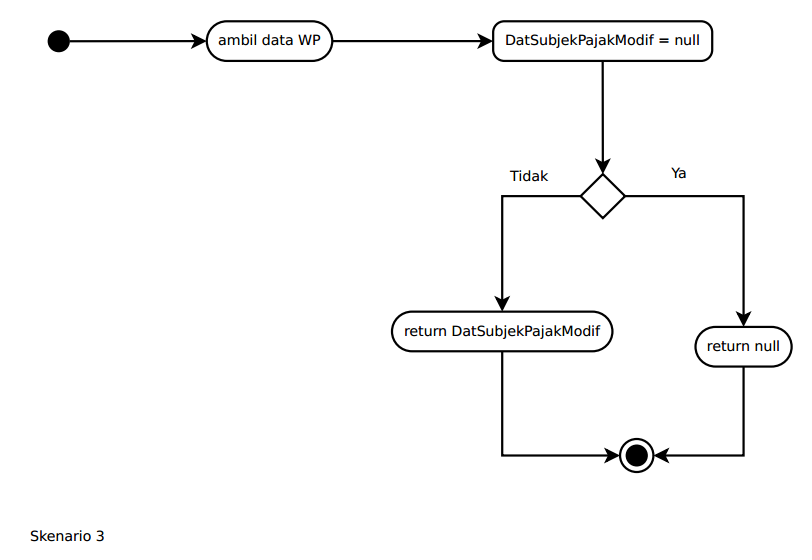 ambil data WP
DatSubjekPajakModif = null
Tidak
Ya
return DatSubjekPajakModif
return null
Skenario 3